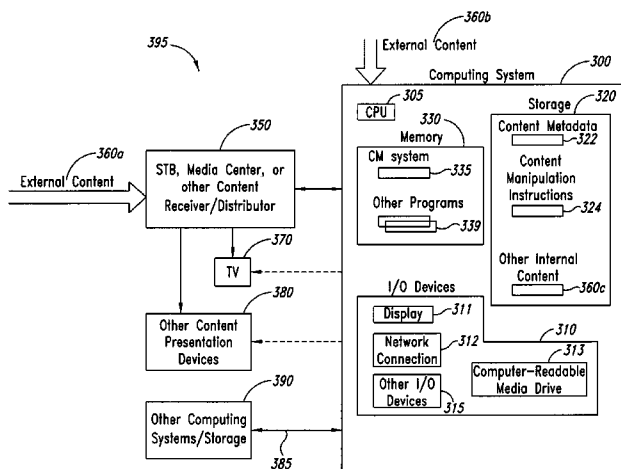 360b
External Content
395
Computing System
300
305
CPU
Storage
320
Content Metadata
322
Content
Manipulation
Instructions
324
Other Internal
Content
360c
330
Memory
CM system
335
Other Programs
339
350
STB, Media Center, or
other Content
Receiver/Distributor
360a
External Content
370
TV
380
Other Content
Presentation
Devices
390
Other Computing
Systems/Storage
385
I/O Devices
Display
311
Network
Connection
312
Other I/O
Devices
315
310
313
Computer-Readable
Media Drive